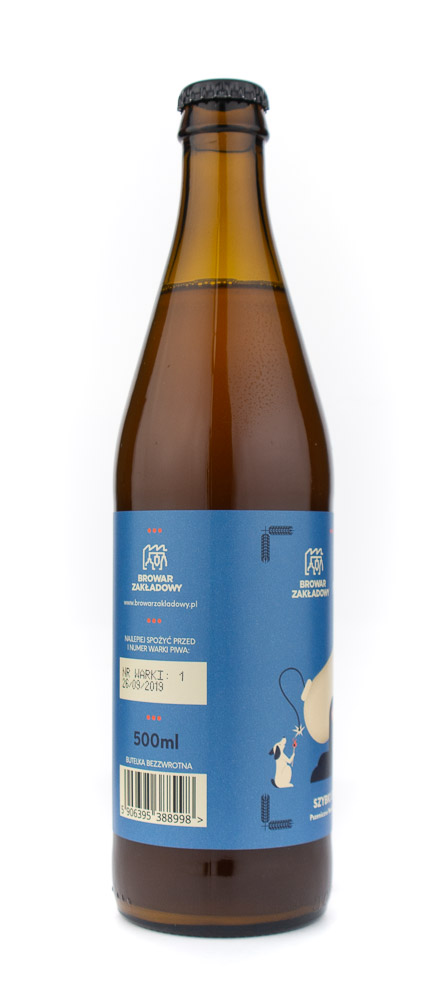 BROWAR
ZAKŁADOWY
www.browarzakladowy.pl
NAJLEPIEJ SPOŻYĆ PRZED
I NUMER WARKI PIWA:
NR WARKI: 1
26/09/2019
500ml
BUTELKA BEZZWROTNA
5 906395 388998 >
BROWAR
ZAKŁADOWY